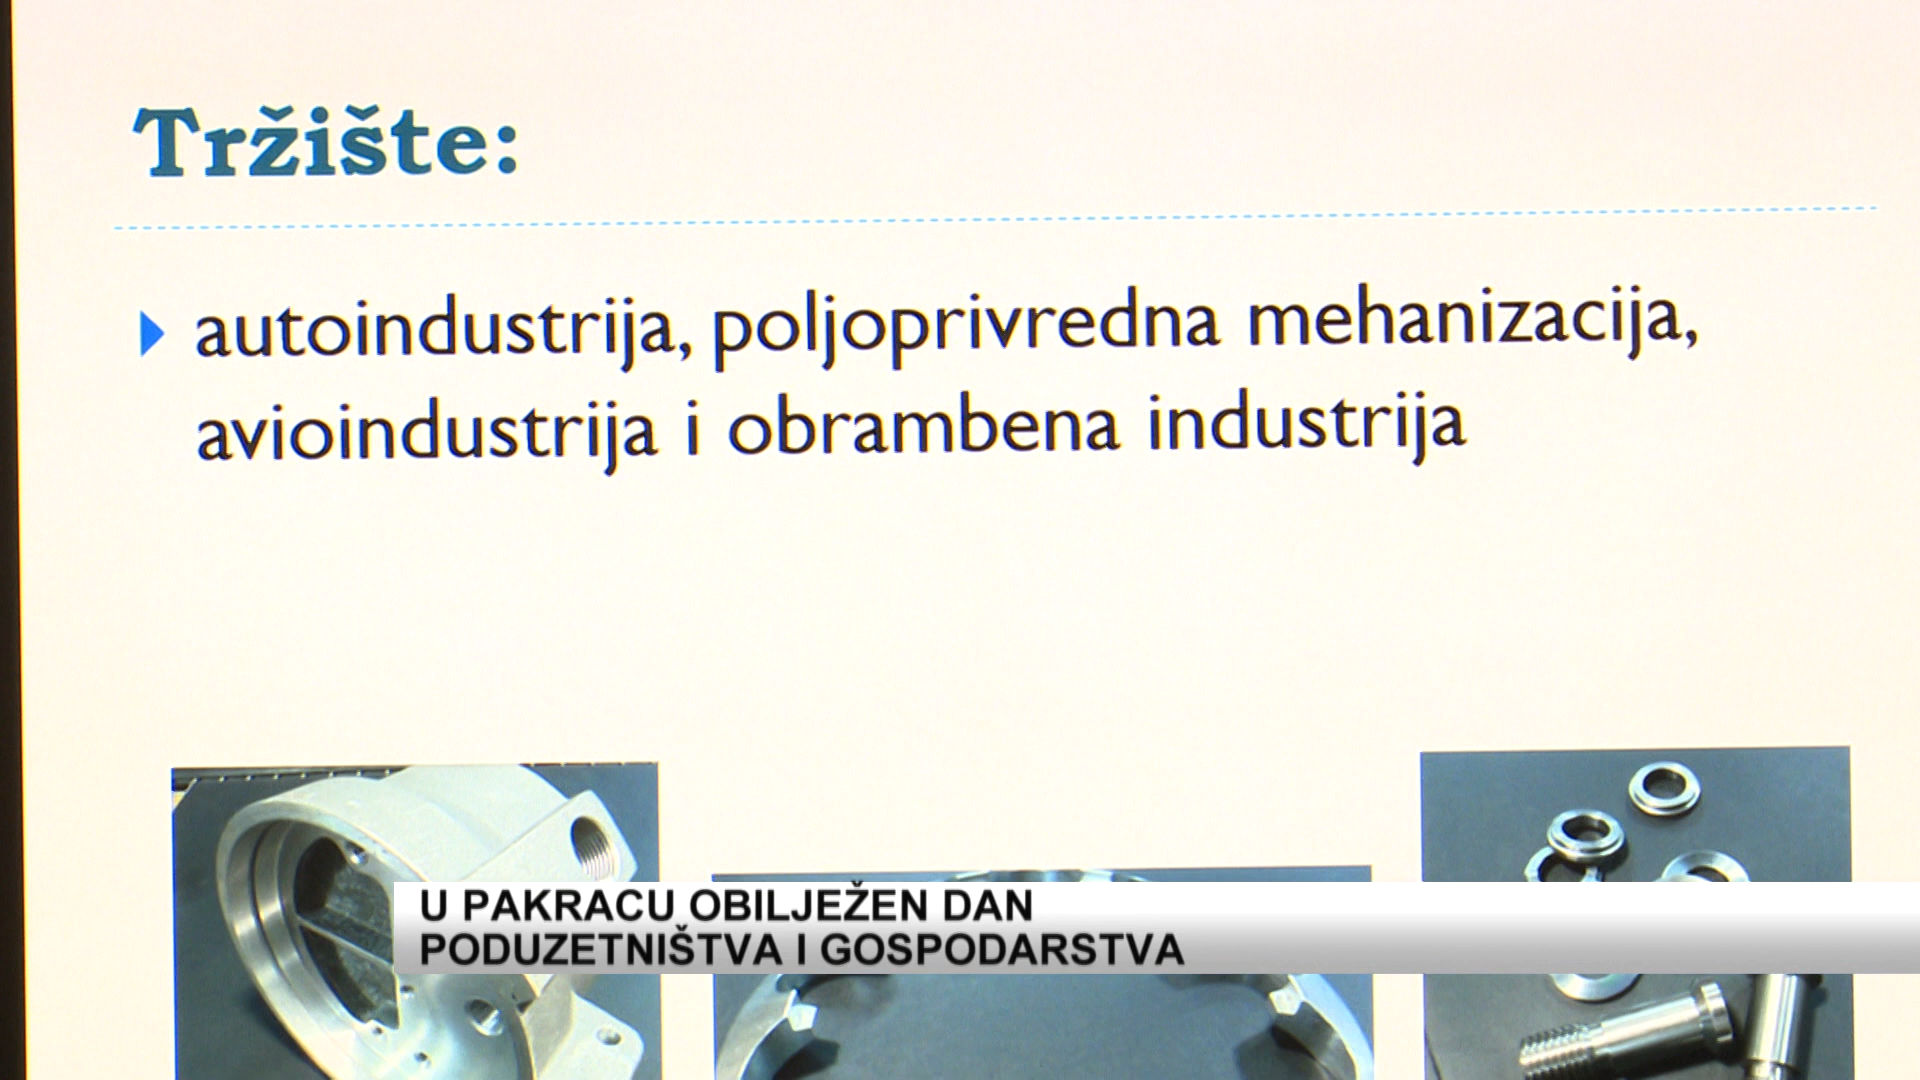 Tržište:
autoindustrija, poljoprivredna mehanizacija,
avioindustrija i obrambena industrija
U PAKRACU OBILJEŽEN DAN
PODUZETNIŠTVA I GOSPODARSTVA